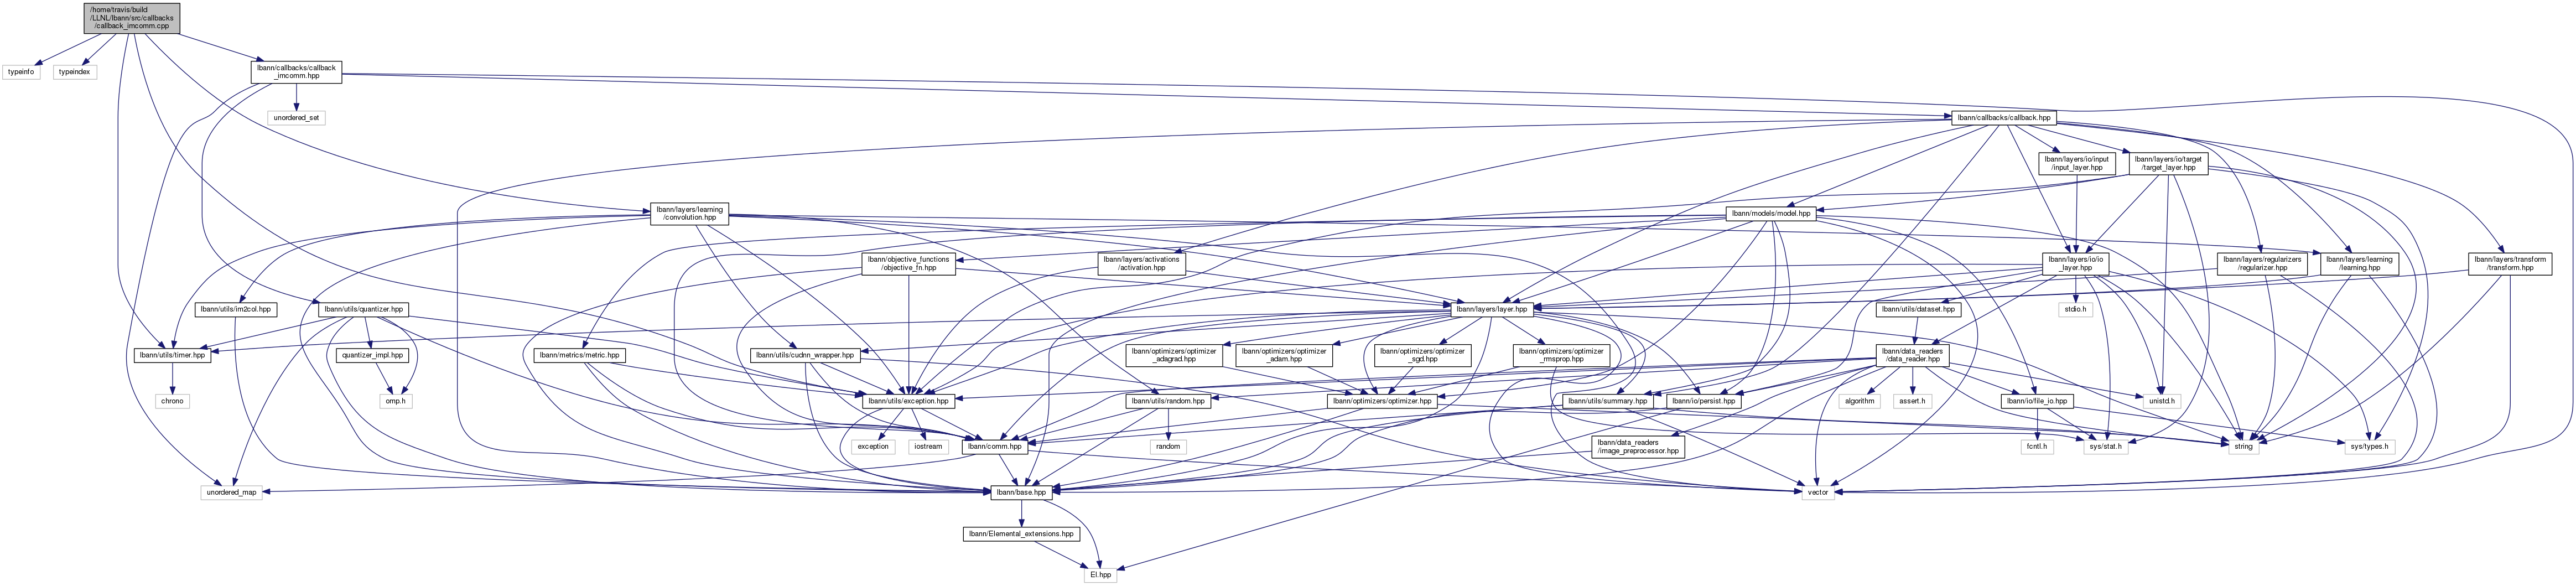 /home/travis/build
/LLNL/lbann/src/callbacks
/callback_imcomm.cpp
typeinfo
typeindex
lbann/callbacks/callback
_imcomm.hpp
unordered_set
lbann/callbacks/callback.hpp
lbann/layers/io/input
/input_layer.hpp
lbann/layers/io/target
/target_layer.hpp
lbann/layers/learning
/convolution.hpp
lbann/models/model.hpp
lbann/objective_functions
/objective_fn.hpp
lbann/layers/activations
/activation.hpp
lbann/layers/io/io
_layer.hpp
lbann/layers/regularizers
/regularizer.hpp
lbann/layers/learning
/learning.hpp
lbann/layers/transform
/transform.hpp
lbann/utils/im2col.hpp
lbann/utils/quantizer.hpp
lbann/layers/layer.hpp
lbann/utils/dataset.hpp
stdio.h
lbann/utils/timer.hpp
quantizer_impl.hpp
lbann/metrics/metric.hpp
lbann/utils/cudnn_wrapper.hpp
lbann/optimizers/optimizer
_adagrad.hpp
lbann/optimizers/optimizer
_adam.hpp
lbann/optimizers/optimizer
_sgd.hpp
lbann/optimizers/optimizer
_rmsprop.hpp
lbann/data_readers
/data_reader.hpp
chrono
omp.h
lbann/utils/exception.hpp
lbann/utils/random.hpp
lbann/optimizers/optimizer.hpp
lbann/utils/summary.hpp
lbann/io/persist.hpp
algorithm
assert.h
lbann/io/file_io.hpp
unistd.h
exception
iostream
lbann/comm.hpp
random
lbann/data_readers
/image_preprocessor.hpp
fcntl.h
sys/stat.h
string
sys/types.h
unordered_map
lbann/base.hpp
vector
lbann/Elemental_extensions.hpp
El.hpp